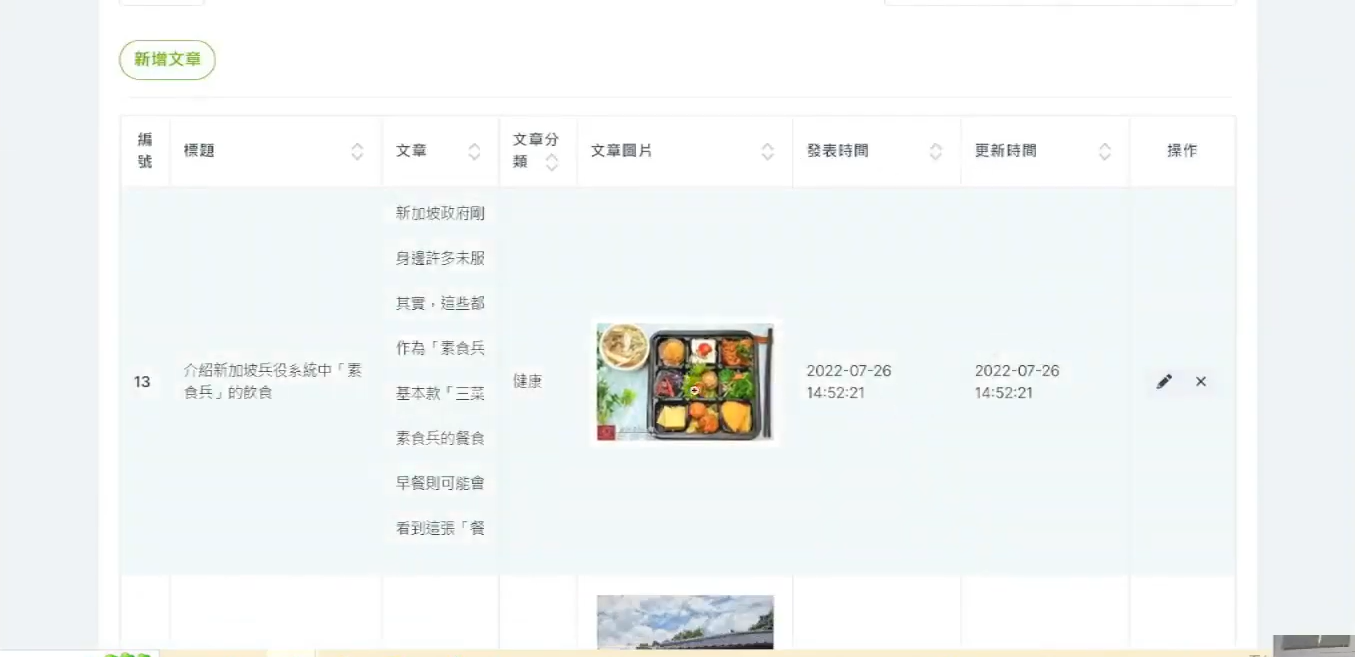 新增文章
編號
標題
文章
文章分類
文章圖片
發表時間
更新時間
操作
13
介紹新加坡兵役系統中「素
食兵」的飲食
新加坡政府剛
身邊許多未服
其實，這些都
作為「素食兵
基本款「三菜
素食兵的餐食
早餐則可能會
看到這張「餐
健康
2022-07-26
14:52:21
2022-07-26
14:52:21